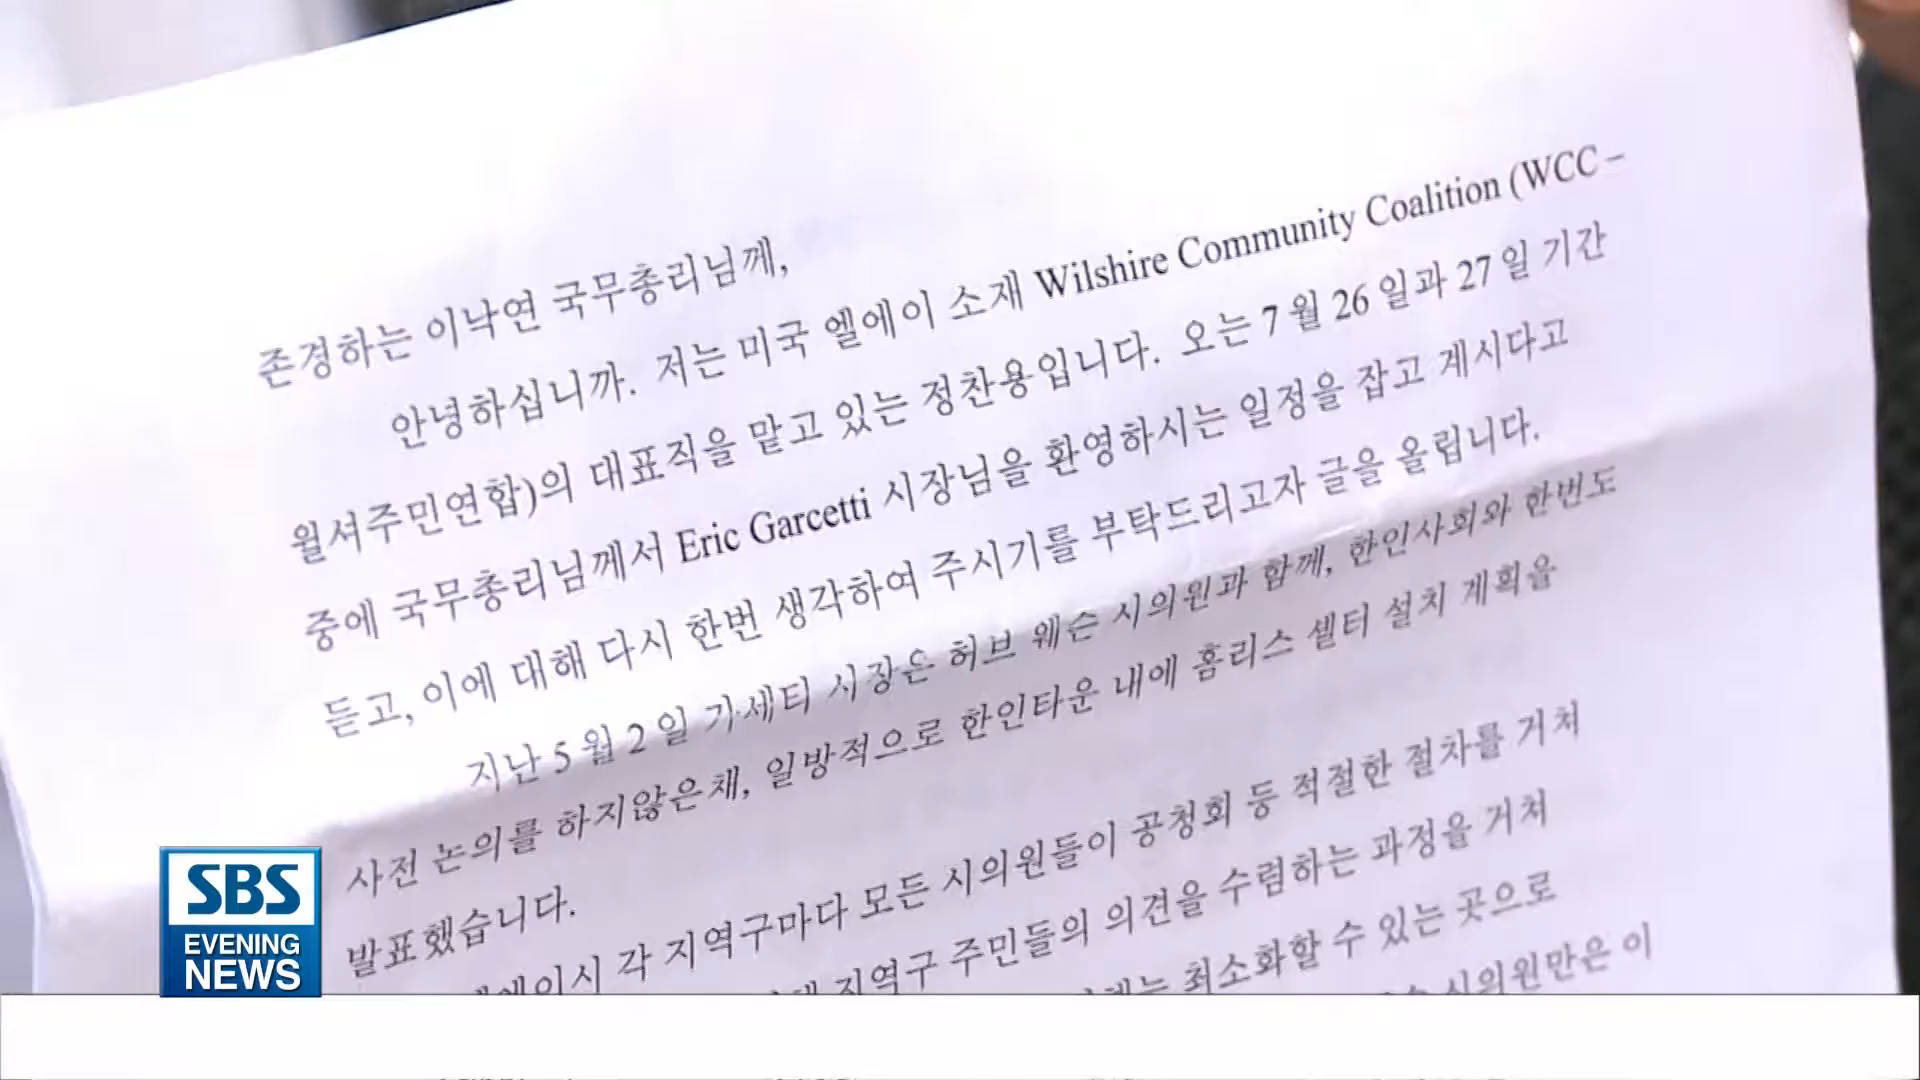 존경하는 이낙연 국무총리님께,
안녕하십니까. 저는 미국 엘에이 소재 Wilshire Community Coalition (WCC –
윌셔주민연합)의 대표직을 맡고 있는 정찬용입니다. 오는 7월 26일과 27일 기간
중에 국무총리님께서 Eric Garcetti 시장님을 환영하시는 일정을 잡고 계시다고
듣고, 이에 대해 다시 한번 생각하여 주시기를 부탁드리고자 글을 올립니다.
지난 5월 2일 가세티 시장은 허브 웨슨 시의원과 함께, 한인사회와 한번도
사전 논의를 하지않은채, 일방적으로 한인타운 내에 홈리스 셸터 설치 계획을
발표했습니다.
각 지역구마다 모든 시의원들이 공청회 등 적절한 절차를 거쳐
지역구 주민들의 의견을 수렴하는 과정을 거쳐
최소화할 수 있는 곳으로
시의원만은 이
SBS
EVENING
NEWS